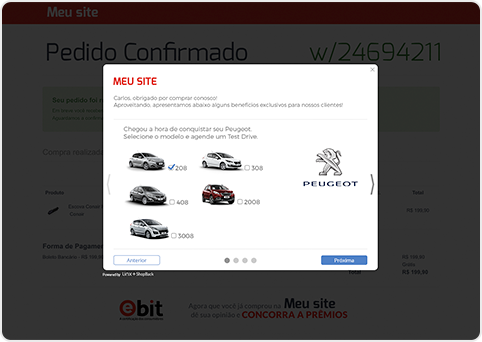 Meu site
Pedido Confirmado
w/24694211
MEU SITE
Carlos, obrigado por comprar conosco!
Aproveitando, apresentamos abaixo alguns benefícios exclusivos para nossos clientes!
Chegou a hora de conquistar seu Peugeot.
Selecione o modelo e agende um Test Drive.
208
308
408
2008
3008
PEUGEOT
Anterior
Próxima
Powered by Linx + ShopBack
Seu pedido foi
Compra realizada
Produto
Total
R$ 199,90
Forma de Pagamen
R$ 199,90
Grátis
Total
R$ 199,90
ebit
Agora que você já comprou na Meu site
dê sua opinião e CONCORRA A PRÊMIOS